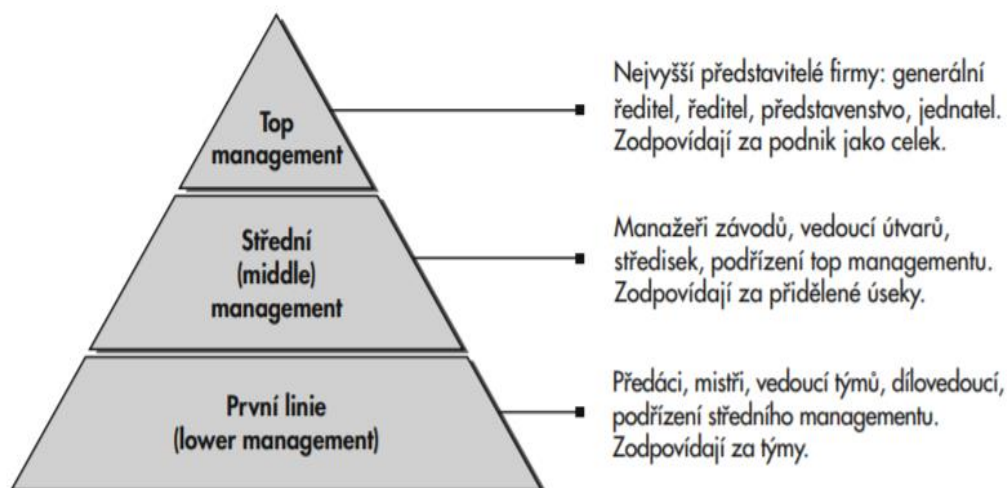 Top
management
Nejvyšší představitelé firmy: generální
ředitel, ředitel, představenstvo, jednatel.
Zodpovídají za podnik jako celek.
Střední
(middle)
management
Manažeři závodů, vedoucí útvarů,
středisek, podřízení top managementu.
Zodpovídají za přidělené úseky.
První linie
(lower management)
Předáci, mistři, vedoucí týmů, dílovedoucí,
podřízení středního managementu.
Zodpovídají za týmy.